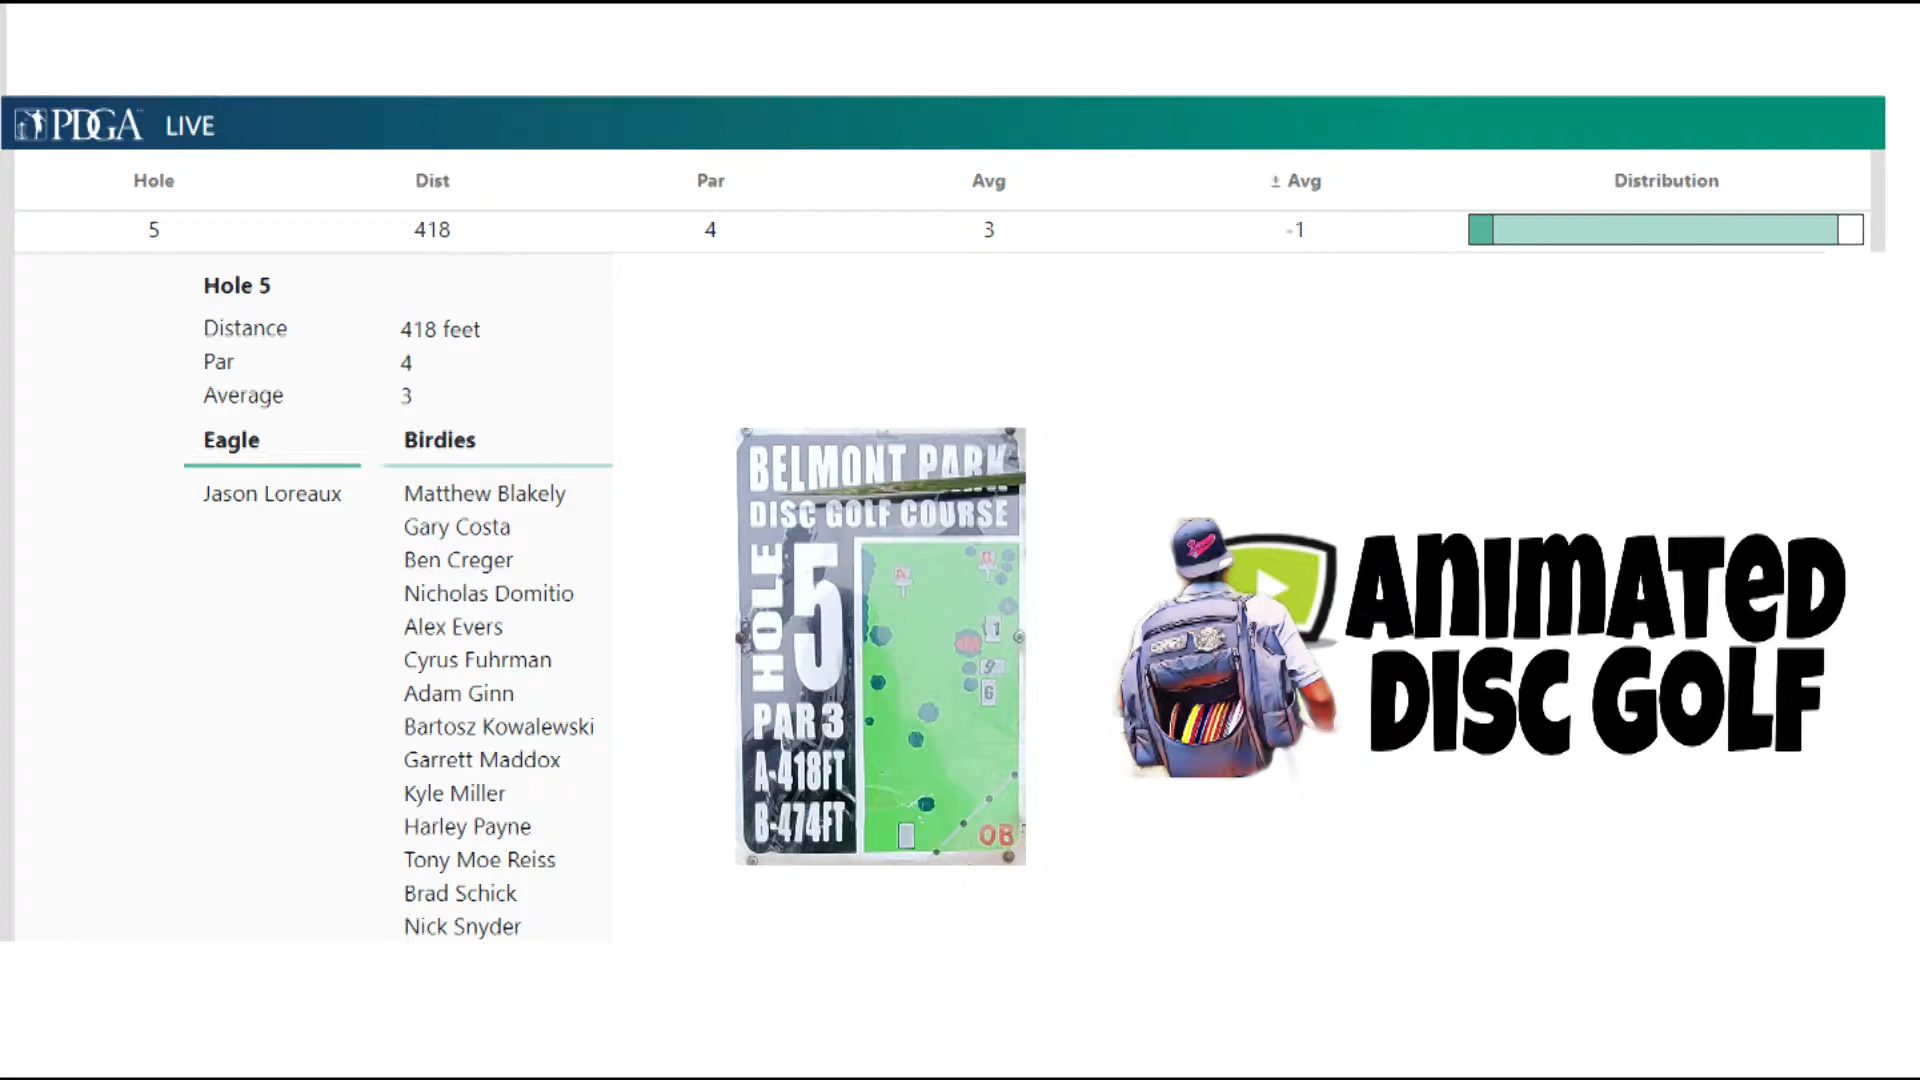 PDGA LIVE
Hole Dist Par Avg ± Avg Distribution
5 418 4 3 -1
Hole 5
Distance 418 feet
Par 4
Average 3
Eagle Birdies
Jason Loreaux Matthew Blakely
Gary Costa
Ben Creger
Nicholas Domitio
Alex Evers
Cyrus Fuhrman
Adam Ginn
Bartosz Kowalewski
Garrett Maddox
Kyle Miller
Harley Payne
Tony Moe Reiss
Brad Schick
Nick Snyder
BELMONT PARK
DISC GOLF COURSE
HOLE 5
PAR 3
A-418FT
B-474FT
A
B
1
9
6
OB
ANIMATED
DISC GOLF